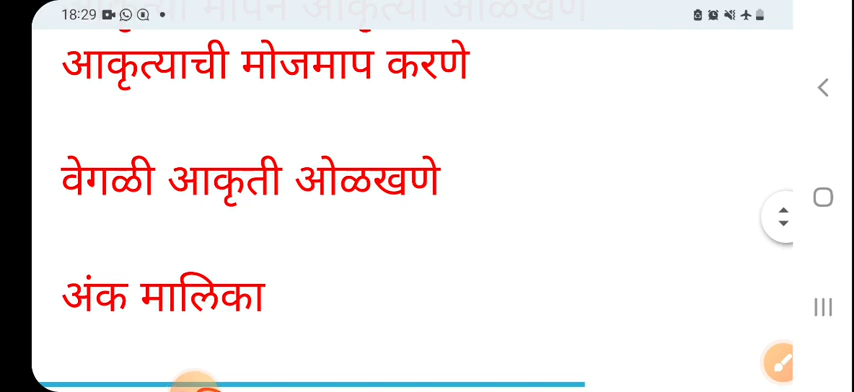 18:29
आकृत्याची मोजमाप करणे
वेगळी आकृती ओळखणे
अंक मालिका